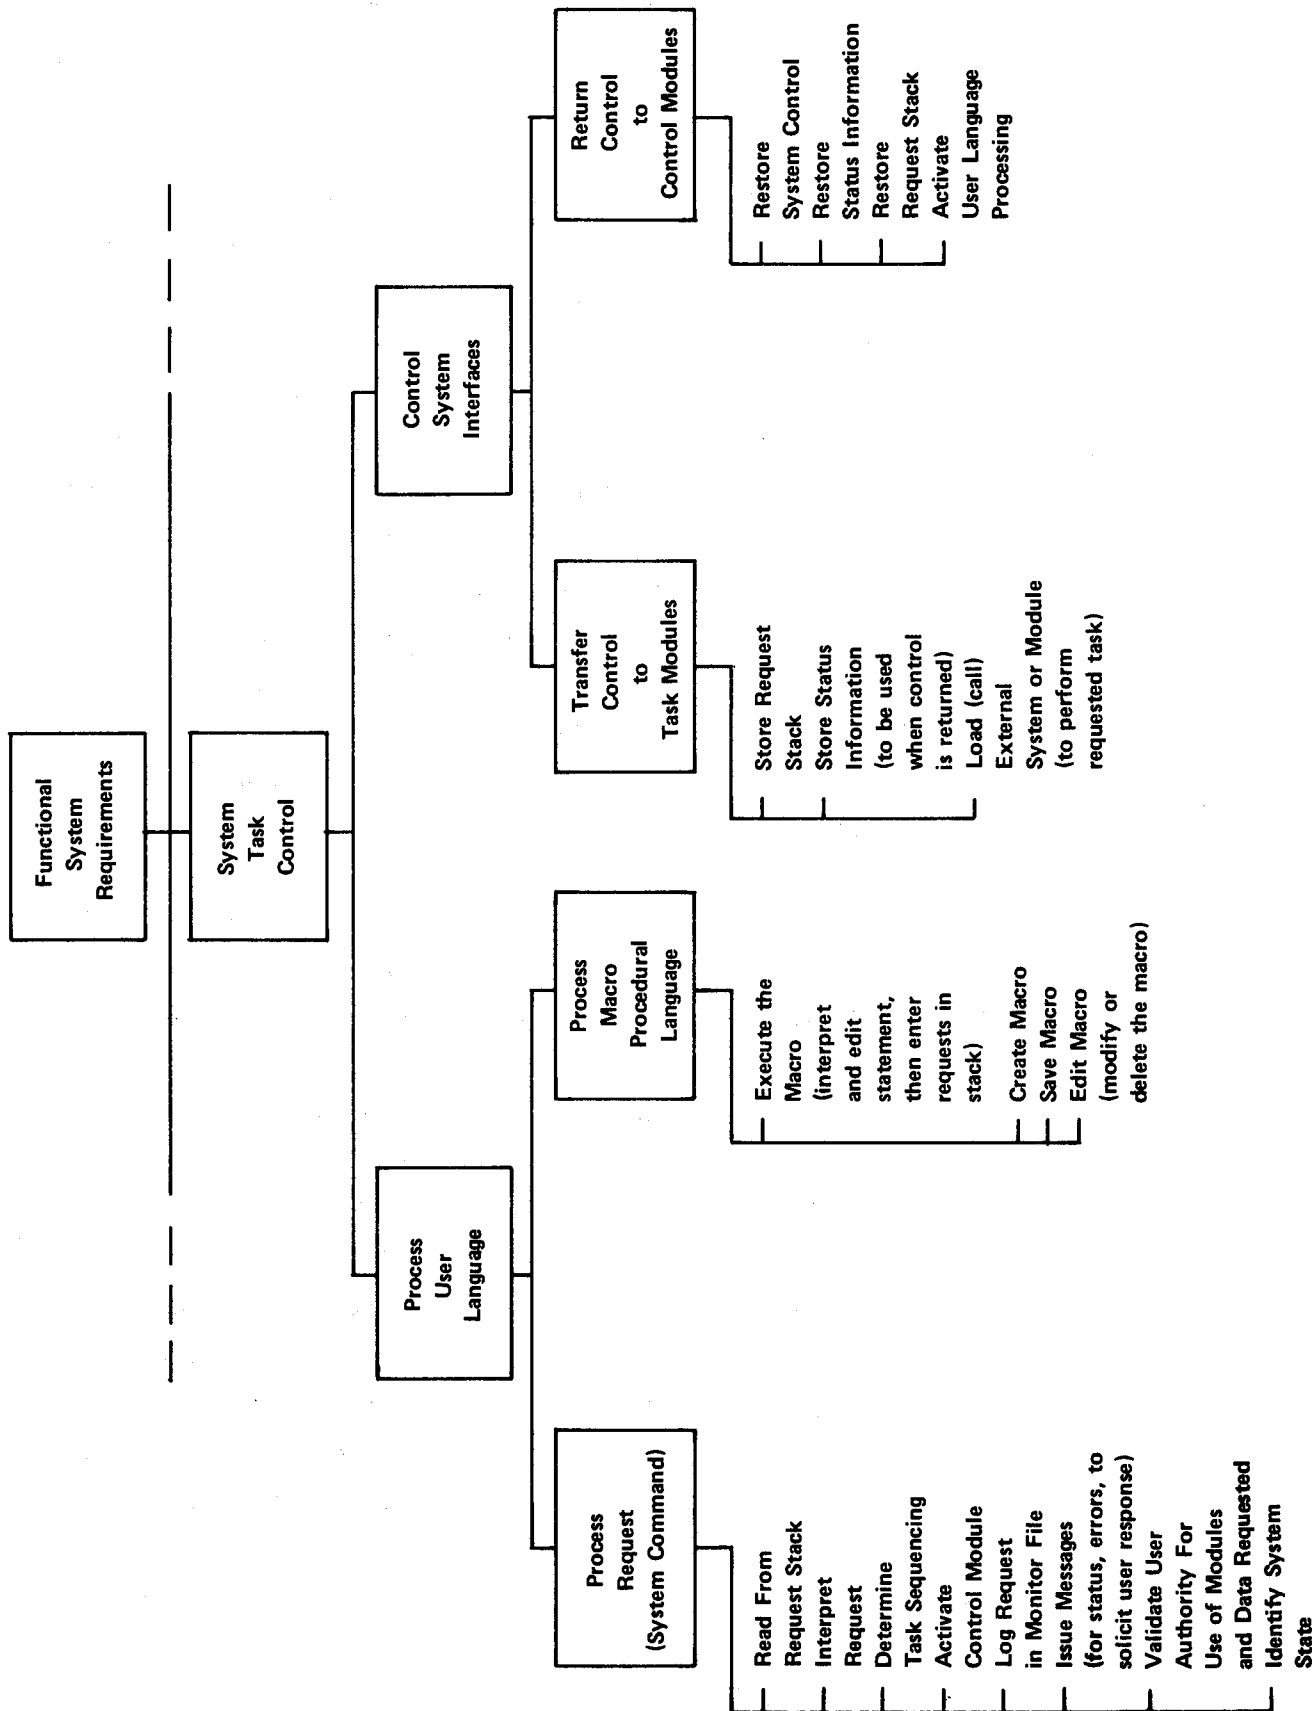 Functional
System
Requirements
System
Task
Control
Process
User
Language
Control
System
Interfaces
Process
Request
(System Command)
Process
Macro
Procedural
Language
Transfer
Control
to
Task Modules
Return
Control
to
Control Modules
Read From
Request Stack
Interpret
Request
Determine
Task Sequencing
Activate
Control Module
Log Request
in Monitor File
Issue Messages
(for status, errors, to
solicit user response)
Validate User
Authority For
Use of Modules
and Data Requested
Identify System
State
Execute the
Macro
(interpret
and edit
statement,
then enter
requests in
stack)
Create Macro
Save Macro
Edit Macro
(modify or
delete the macro)
Store Request
Stack
Store Status
Information
(to be used
when control
is returned)
Load (call)
External
System or Module
(to perform
requested task)
Restore
System Control
Restore
Status Information
Restore
Request Stack
Activate
User Language
Processing